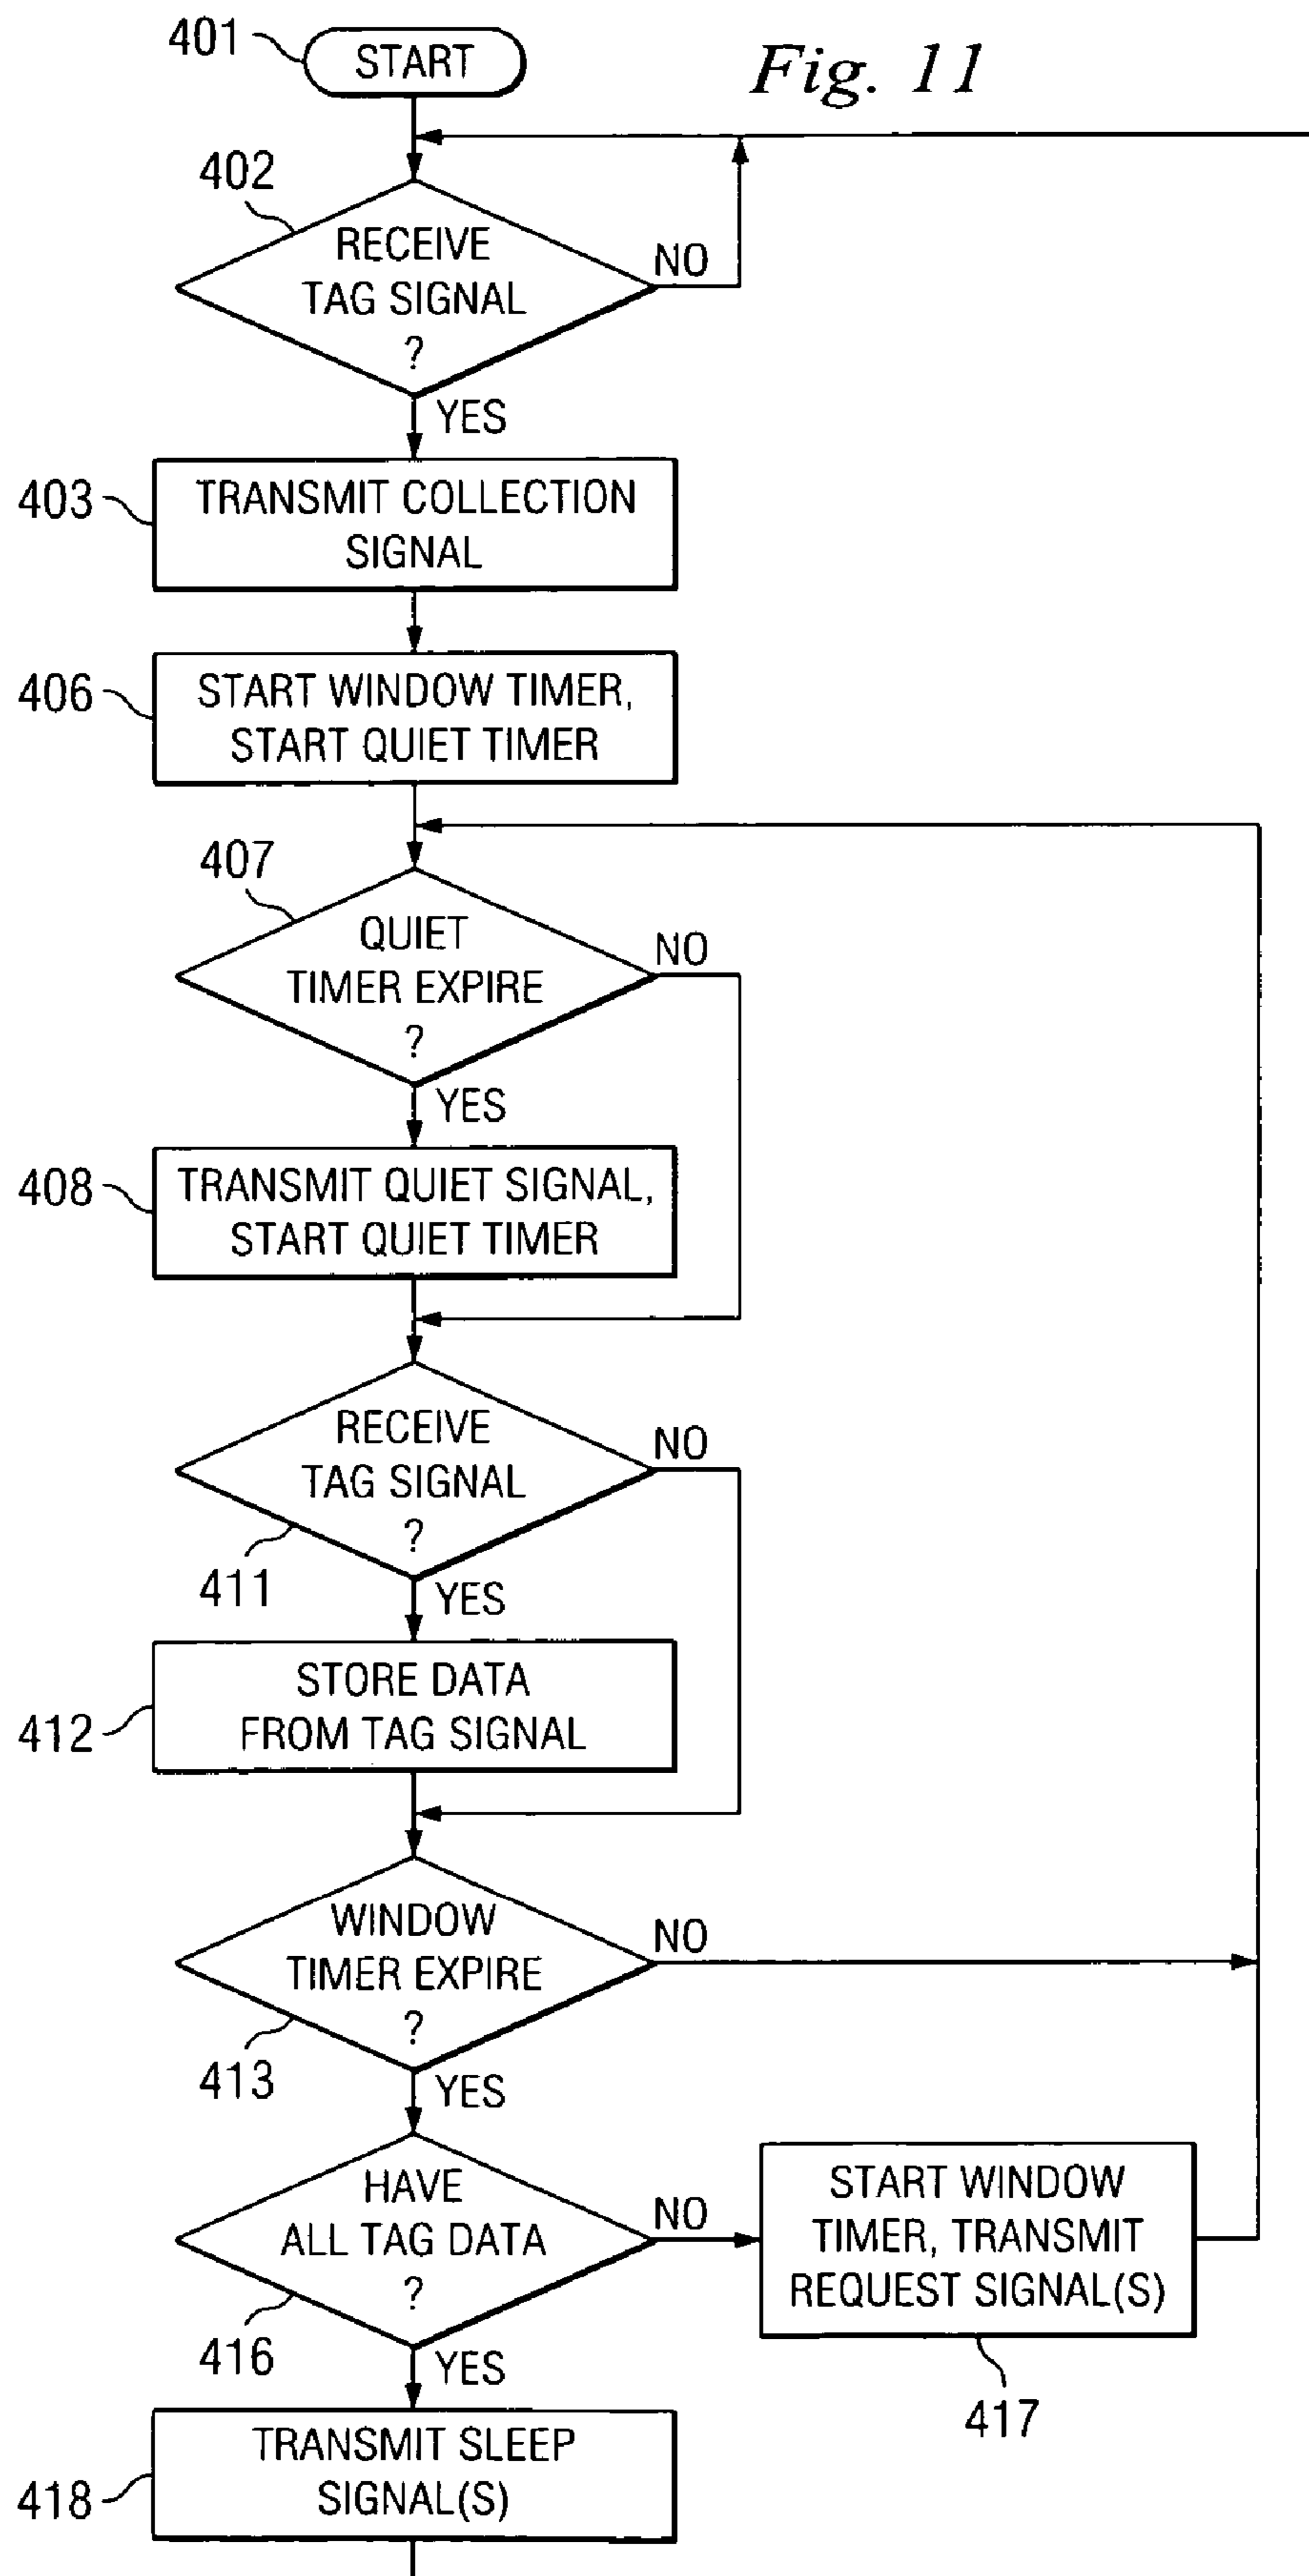 401
START
Fig. 11
402
RECEIVE
TAG SIGNAL
?
NO
YES
403
TRANSMIT COLLECTION
SIGNAL
406
START WINDOW TIMER,
START QUIET TIMER
407
QUIET
TIMER EXPIRE
?
NO
YES
408
TRANSMIT QUIET SIGNAL,
START QUIET TIMER
RECEIVE
TAG SIGNAL
?
NO
411
YES
412
STORE DATA
FROM TAG SIGNAL
WINDOW
TIMER EXPIRE
?
NO
413
YES
HAVE
ALL TAG DATA
?
NO
416
YES
START WINDOW
TIMER, TRANSMIT
REQUEST SIGNAL(S)
417
418
TRANSMIT SLEEP
SIGNAL(S)